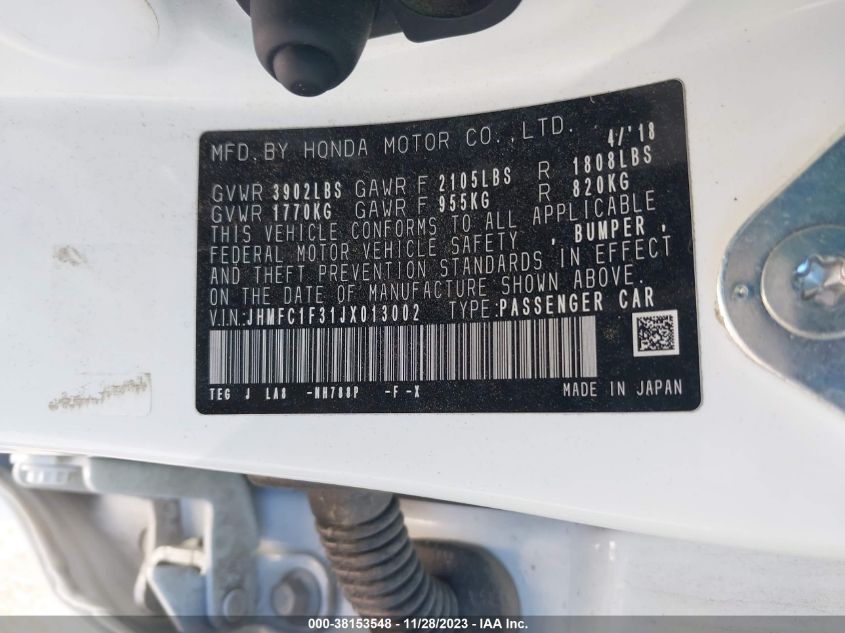 MFD. BY HONDA MOTOR CO., LTD. 4/'18
GVWR 3902LBS GAWR F 2105LBS R 1808LBS
GVWR 1770KG GAWR F 955KG R 820KG
THIS VEHICLE CONFORMS TO ALL APPLICABLE
FEDERAL MOTOR VEHICLE SAFETY , BUMPER ,
AND THEFT PREVENTION STANDARDS IN EFFECT
ON THE DATE OF MANUFACTURE SHOWN ABOVE.
V.I.N.:JHMFC1F31JX013002 TYPE:PASSENGER CAR
TEG J LA8 -NH788P -F -X MADE IN JAPAN
000-38153548 - 11/28/2023 - IAA Inc.